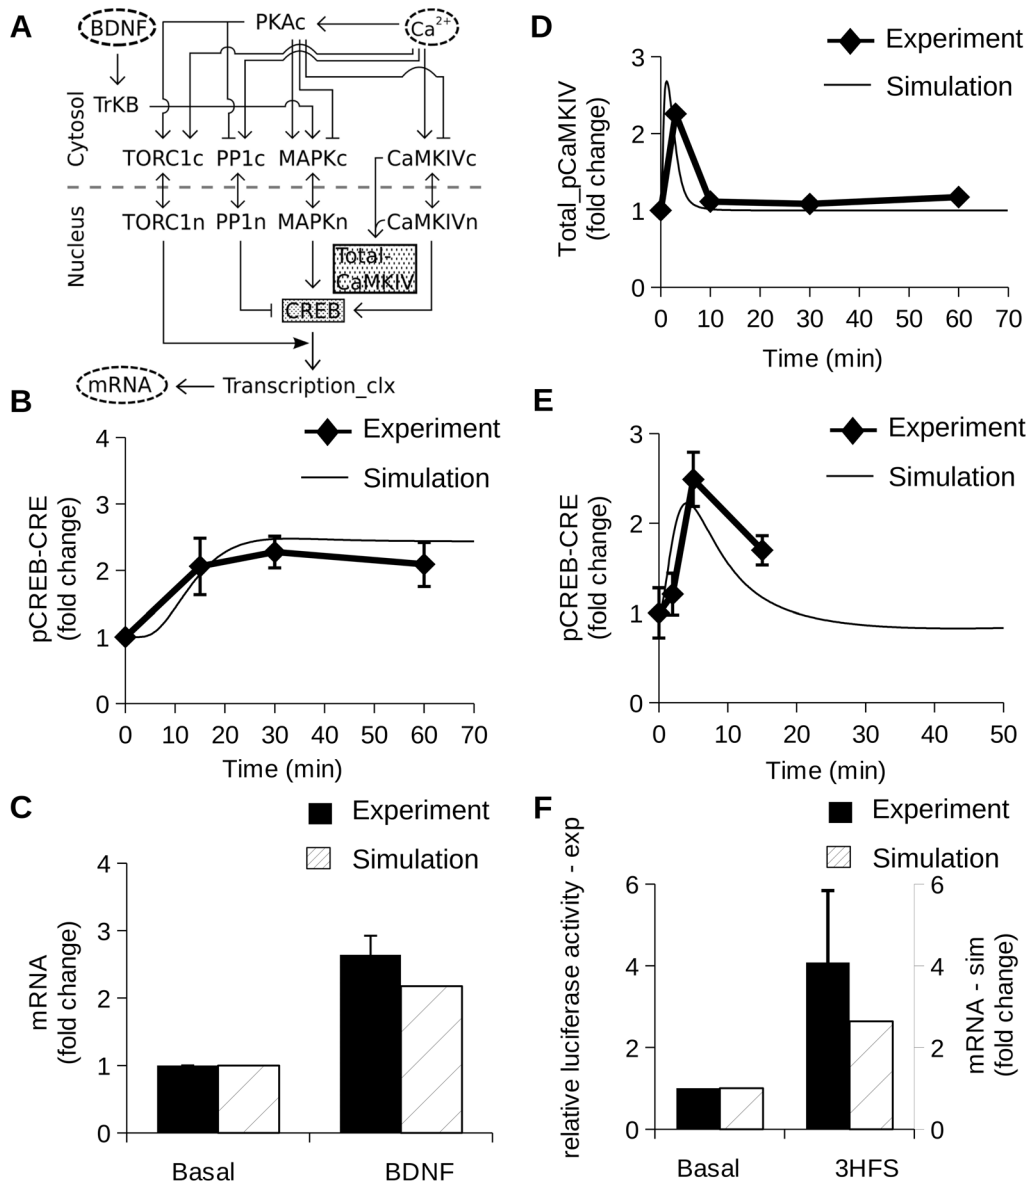 A
BDNF
PKAc
Ca²⁺
TrKB
Cytosol
TORC1c PP1c MAPKc CaMKIVc
Nucleus
TORC1n PP1n MAPKn CaMKIVn
Total-
CaMKIV
CREB
mRNA
Transcription_clx
D
Experiment
Simulation
Total_pCaMKIV
(fold change)
3
2
1
0
0 10 20 30 40 50 60 70
Time (min)
B
Experiment
Simulation
pCREB-CRE
(fold change)
4
3
2
1
0
0 10 20 30 40 50 60 70
Time (min)
E
Experiment
Simulation
pCREB-CRE
(fold change)
3
2
1
0
0 10 20 30 40 50
Time (min)
C
Experiment
Simulation
mRNA
(fold change)
4
3
2
1
0
Basal BDNF
F
Experiment
Simulation
relative luciferase activity - exp
6
4
2
0
6
4
2
0
mRNA - sim
(fold change)
Basal 3HFS